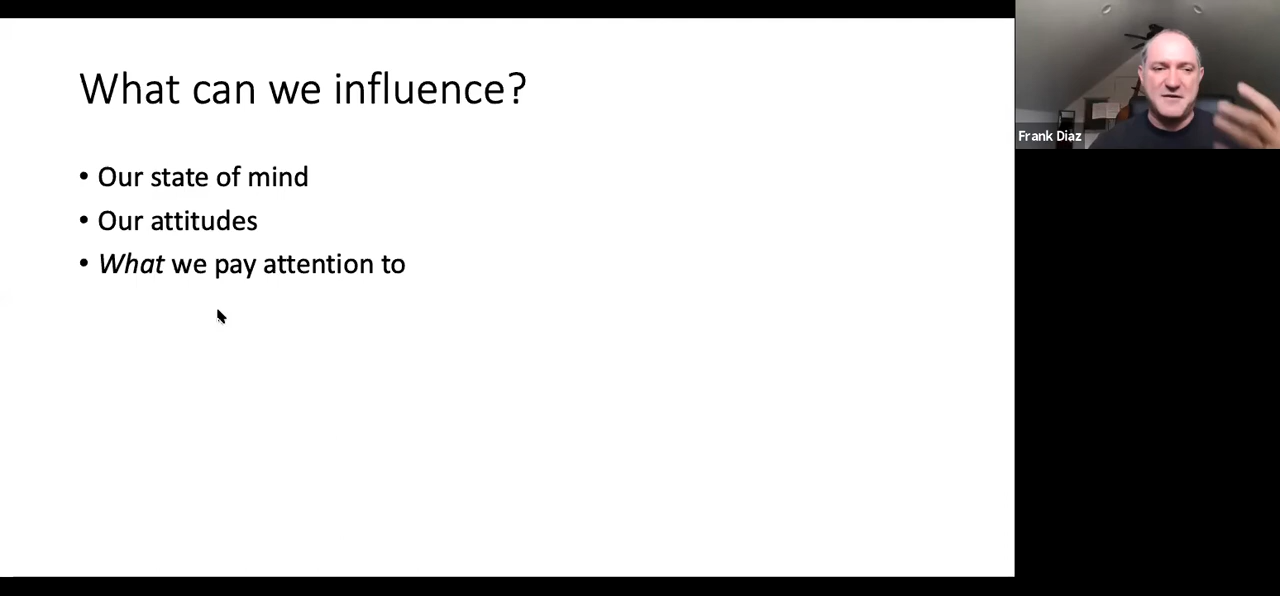 What can we influence?
• Our state of mind
• Our attitudes
• What we pay attention to
Frank Diaz